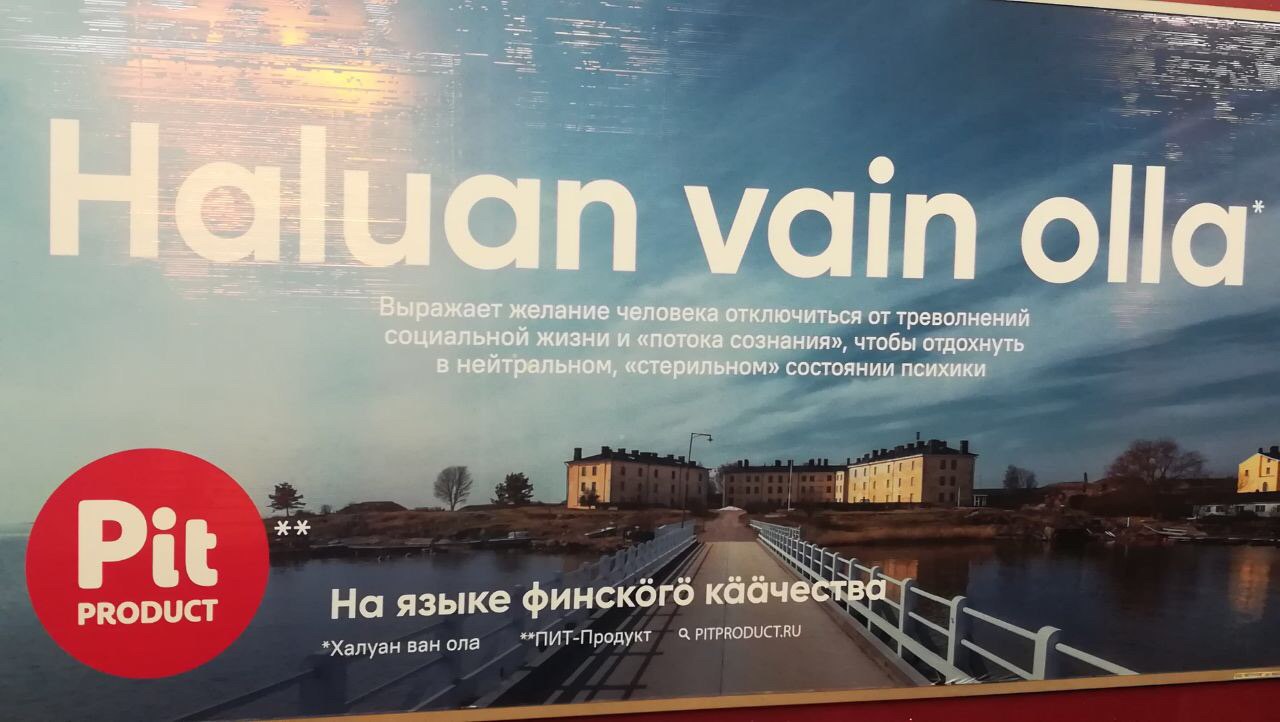 Haluan vain olla*
Выражает желание человека отключиться от треволнений
социальной жизни и «потока сознания», чтобы отдохнуть
в нейтральном, «стерильном» состоянии психики
Pit **
PRODUCT
На языке финскöгö кääчества
*Халуан ван ола **ПИТ-Продукт PITPRODUCT.RU